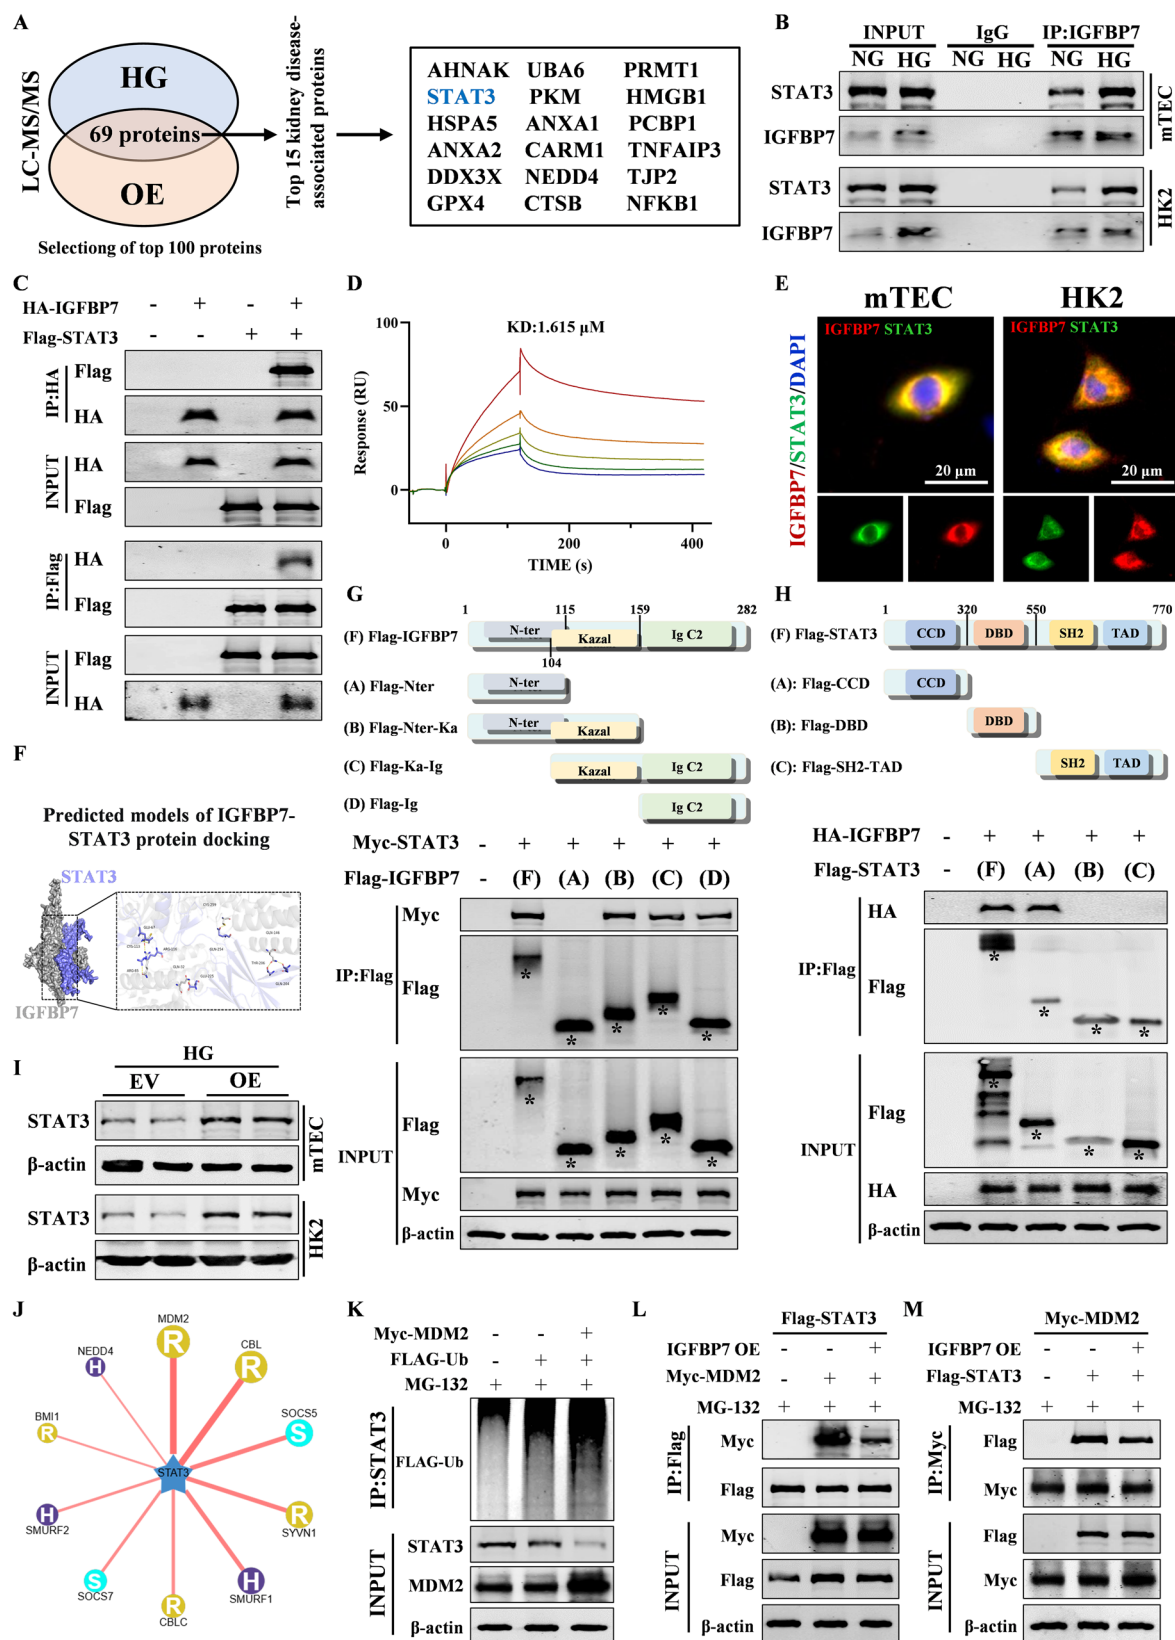 A
LC-MS/MS
HG
69 proteins
OE
Selectiong of top 100 proteins
Top 15 kidney disease-
associated proteins
AHNAK UBA6 PRMT1
STAT3 PKM HMGB1
HSPA5 ANXA1 PCBP1
ANXA2 CARM1 TNFAIP3
DDX3X NEDD4 TJP2
GPX4 CTSB NFKB1
B
INPUT IgG IP:IGFBP7
NG HG NG HG NG HG
STAT3
IGFBP7
mTEC
STAT3
IGFBP7
HK2
C
HA-IGFBP7 - + - +
Flag-STAT3 - - + +
IP:HA
Flag
HA
INPUT
HA
Flag
IP:Flag
HA
Flag
INPUT
Flag
HA
D
KD:1.615 μM
Response (RU)
100
50
0
0 200 400
TIME (s)
E
mTEC HK2
IGFBP7/STAT3/DAPI
IGFBP7 STAT3
IGFBP7 STAT3
20 μm
20 μm
F
Predicted models of IGFBP7-
STAT3 protein docking
STAT3
IGFBP7
G
1 115 159 282
(F) Flag-IGFBP7 N-ter Kazal Ig C2
104
(A) Flag-Nter N-ter
(B) Flag-Nter-Ka N-ter Kazal
(C) Flag-Ka-Ig Kazal Ig C2
(D) Flag-Ig Ig C2
Myc-STAT3 - + + + + +
Flag-IGFBP7 - (F) (A) (B) (C) (D)
IP:Flag
Myc
Flag
* * * * *
INPUT
Flag
* * * * *
Myc
β-actin
H
1 320 550 770
(F) Flag-STAT3 CCD DBD SH2 TAD
(A): Flag-CCD CCD
(B): Flag-DBD DBD
(C): Flag-SH2-TAD SH2 TAD
HA-IGFBP7 - + + + +
Flag-STAT3 - (F) (A) (B) (C)
IP:Flag
HA
Flag
* * * *
INPUT
Flag
* * * *
HA
β-actin
I
HG
EV OE
STAT3
β-actin
mTEC
STAT3
β-actin
HK2
J
MDM2
R
CBL
R
SOCS5
S
SYVN1
R
SMURF1
H
CBLC
R
SOCS7
S
SMURF2
H
BMI1
R
NEDD4
H
STAT3
K
Myc-MDM2 - - +
FLAG-Ub - + +
MG-132 + + +
IP:STAT3
FLAG-Ub
INPUT
STAT3
MDM2
β-actin
L
Flag-STAT3
IGFBP7 OE - - +
Myc-MDM2 - + +
MG-132 + + +
IP:Flag
Myc
Flag
INPUT
Myc
Flag
β-actin
M
Myc-MDM2
IGFBP7 OE - - +
Flag-STAT3 - + +
MG-132 + + +
IP:Myc
Flag
Myc
INPUT
Flag
Myc
β-actin